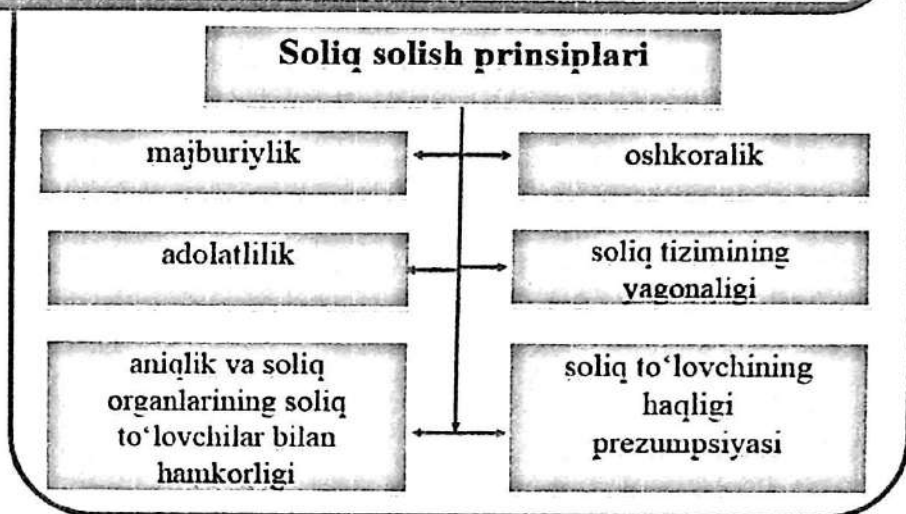 Soliq solish prinsiplari
majburiylik
oshkoralik
adolatlilik
soliq tizimining
yagonaligi
aniqlik va soliq
organlarining soliq
to‘lovchilar bilan
hamkorligi
soliq to‘lovchining
haqligi
prezumpsiyasi